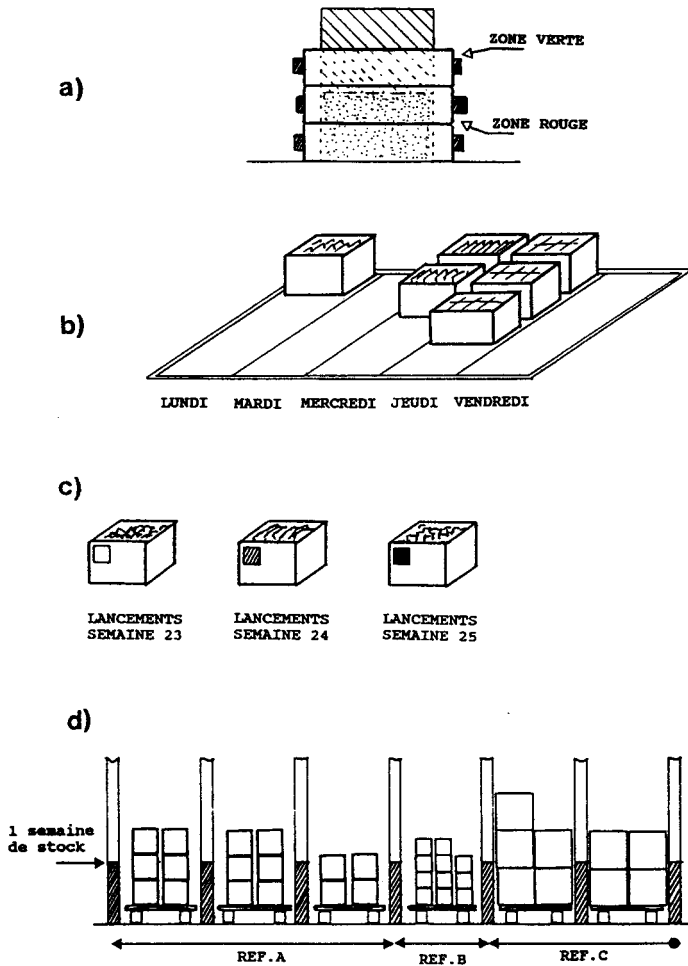 a)
ZONE VERTE
ZONE ROUGE
b)
LUNDI MARDI MERCREDI JEUDI VENDREDI
c)
LANCEMENTS
SEMAINE 23
LANCEMENTS
SEMAINE 24
LANCEMENTS
SEMAINE 25
d)
1 semaine
de stock
REF.A
REF.B
REF.C